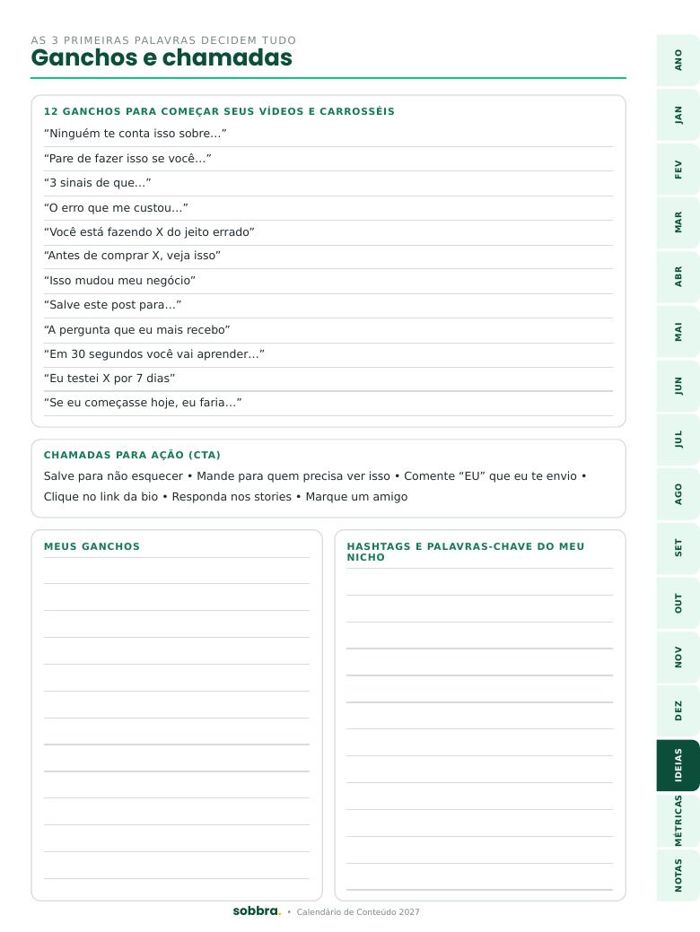 AS 3 PRIMEIRAS PALAVRAS DECIDEM TUDO
Ganchos e chamadas
12 GANCHOS PARA COMEÇAR SEUS VÍDEOS E CARROSSÉIS
“Ninguém te conta isso sobre…”
“Pare de fazer isso se você…”
“3 sinais de que…”
“O erro que me custou…”
“Você está fazendo X do jeito errado”
“Antes de comprar X, veja isso”
“Isso mudou meu negócio”
“Salve este post para…”
“A pergunta que eu mais recebo”
“Em 30 segundos você vai aprender…”
“Eu testei X por 7 dias”
“Se eu começasse hoje, eu faria…”
CHAMADAS PARA AÇÃO (CTA)
Salve para não esquecer • Mande para quem precisa ver isso • Comente “EU” que eu te envio •
Clique no link da bio • Responda nos stories • Marque um amigo
MEUS GANCHOS
HASHTAGS E PALAVRAS-CHAVE DO MEU
NICHO
sobbra. • Calendário de Conteúdo 2027
ANO
JAN
FEV
MAR
ABR
MAI
JUN
JUL
AGO
SET
OUT
NOV
DEZ
IDEIAS
MÉTRICAS
NOTAS